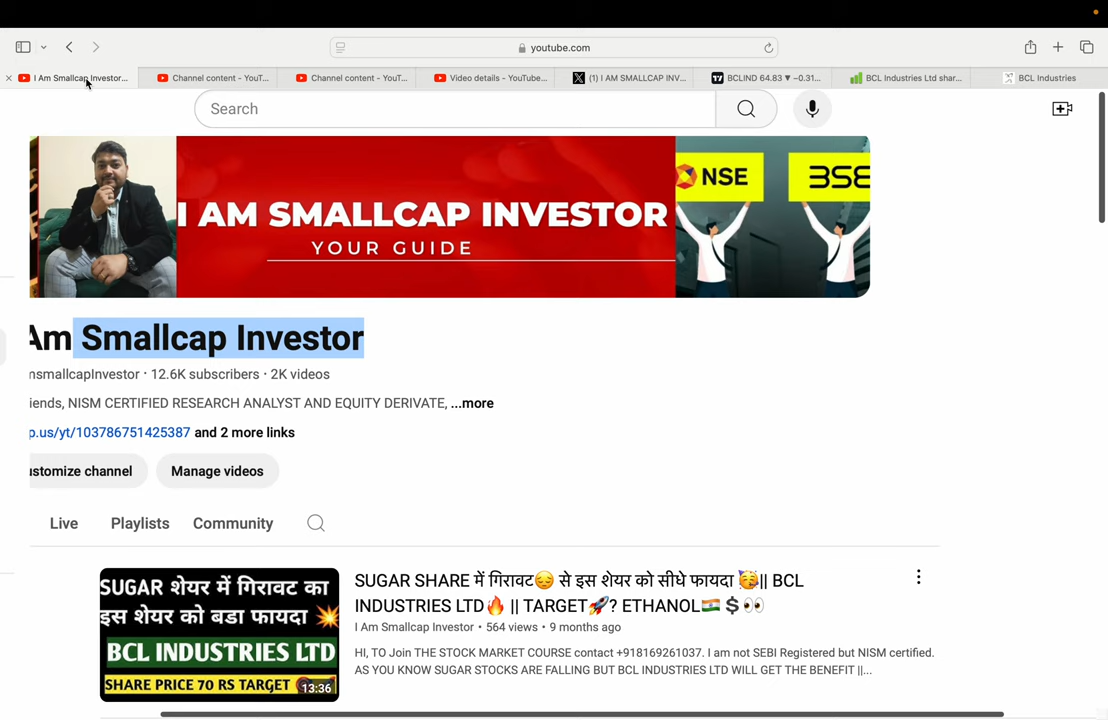 youtube.com
I Am Smallcap Investor...
Channel content - YouT...
Channel content - YouT...
Video details - YouTube...
(1) I AM SMALLCAP INV...
BCLIND 64.83 ▼ −0.31...
BCL Industries Ltd shar...
BCL Industries
Search
I AM SMALLCAP INVESTOR
YOUR GUIDE
NSE
BSE
Am Smallcap Investor
msmallcapInvestor · 12.6K subscribers · 2K videos
iends, NISM CERTIFIED RESEARCH ANALYST AND EQUITY DERIVATE, ...more
p.us/yt/103786751425387 and 2 more links
ustomize channel
Manage videos
Live
Playlists
Community
SUGAR शेयर में गिरावट का
इस शेयर को बडा फायदा 💥
BCL INDUSTRIES LTD
SHARE PRICE 70 RS TARGET
13:36
SUGAR SHARE में गिरावट😔 से इस शेयर को सीधे फायदा 🥳|| BCL
INDUSTRIES LTD🔥 || TARGET🚀? ETHANOL🇮🇳 💲👀
I Am Smallcap Investor · 564 views · 9 months ago
HI, TO Join THE STOCK MARKET COURSE contact +918169261037. I am not SEBI Registered but NISM certified.
AS YOU KNOW SUGAR STOCKS ARE FALLING BUT BCL INDUSTRIES LTD WILL GET THE BENEFIT ||...